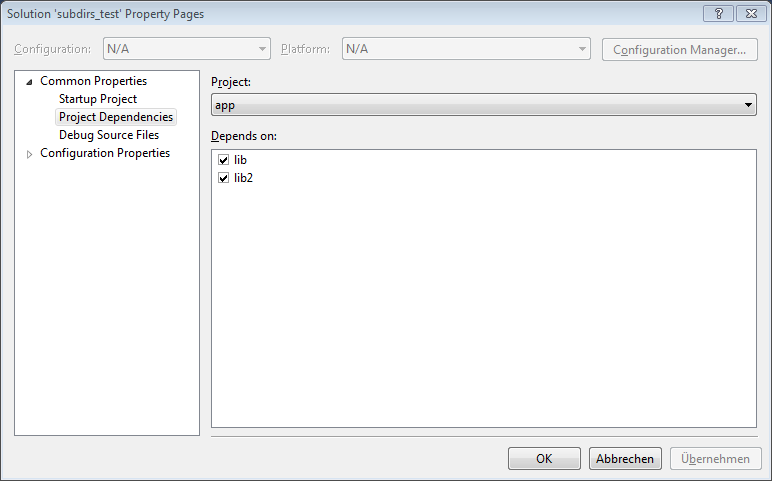 Solution 'subdirs_test' Property Pages
?
Configuration:
N/A
Platform:
N/A
Configuration Manager...
Common Properties
Startup Project
Project Dependencies
Debug Source Files
Configuration Properties
Project:
app
Depends on:
lib
lib2
OK
Abbrechen
Übernehmen